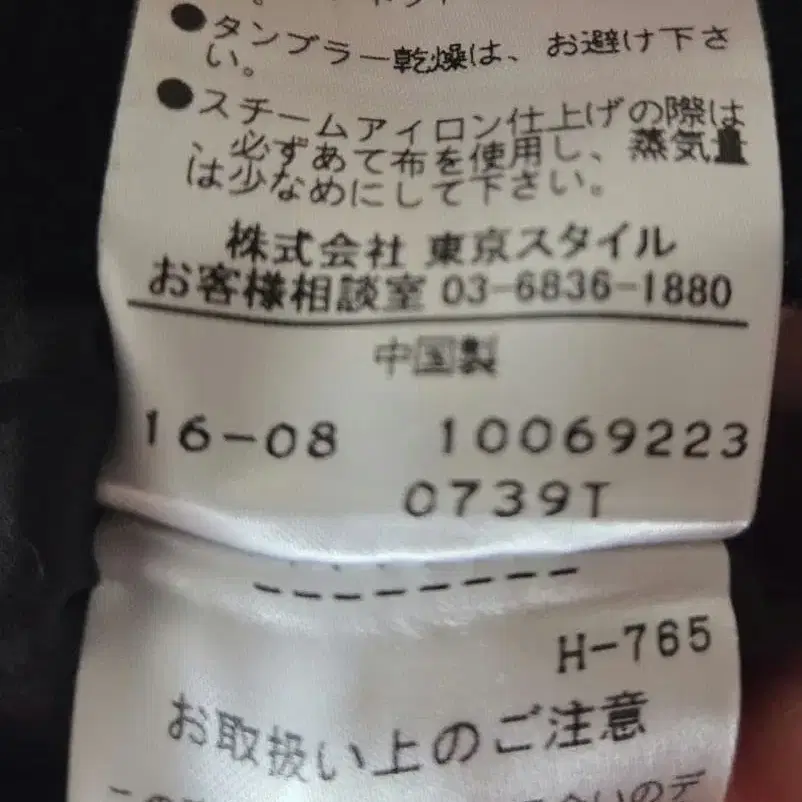 ●タンブラー乾燥は、お避け下さ
い。
●スチームアイロン仕上げの際は
、必ずあて布を使用し、蒸気量
は少なめにして下さい。
株式会社 東京スタイル
お客様相談室 03-6836-1880
中国製
16-08 10069223
0739T
--------
H-765
お取扱い上のご注意